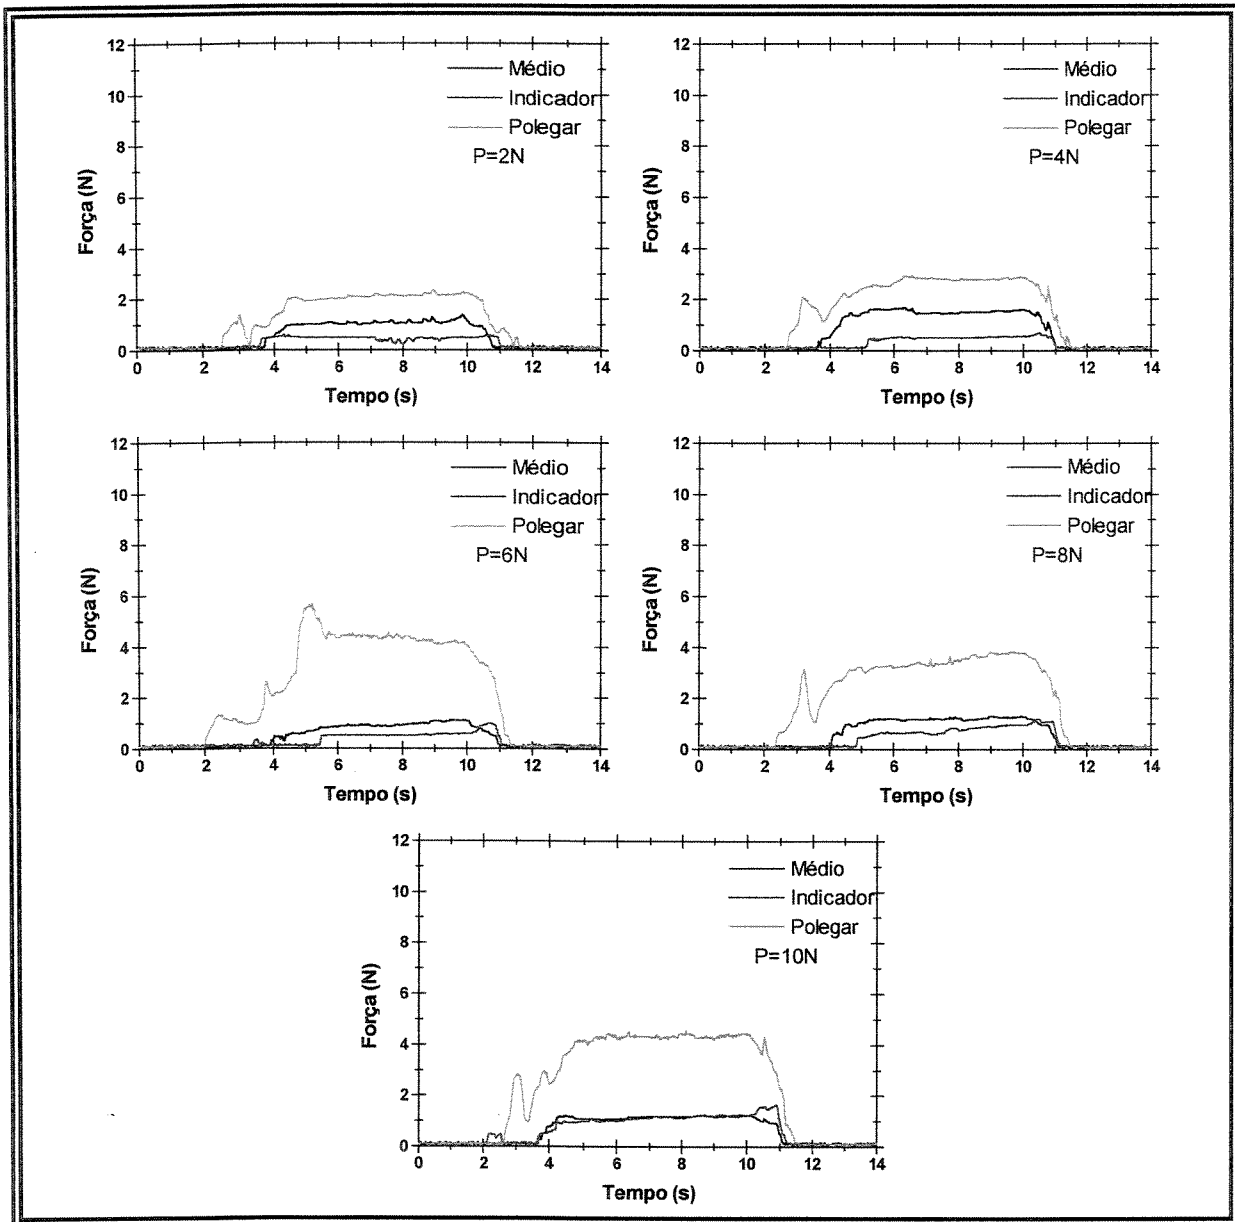 12
10
8
6
4
2
0
Força (N)
Médio
Indicador
Polegar
P=2N
0 2 4 6 8 10 12 14
Tempo (s)
12
10
8
6
4
2
0
Força (N)
Médio
Indicador
Polegar
P=4N
0 2 4 6 8 10 12 14
Tempo (s)
12
10
8
6
4
2
0
Força (N)
Médio
Indicador
Polegar
P=6N
0 2 4 6 8 10 12 14
Tempo (s)
12
10
8
6
4
2
0
Força (N)
Médio
Indicador
Polegar
P=8N
0 2 4 6 8 10 12 14
Tempo (s)
12
10
8
6
4
2
0
Força (N)
Médio
Indicador
Polegar
P=10N
0 2 4 6 8 10 12 14
Tempo (s)